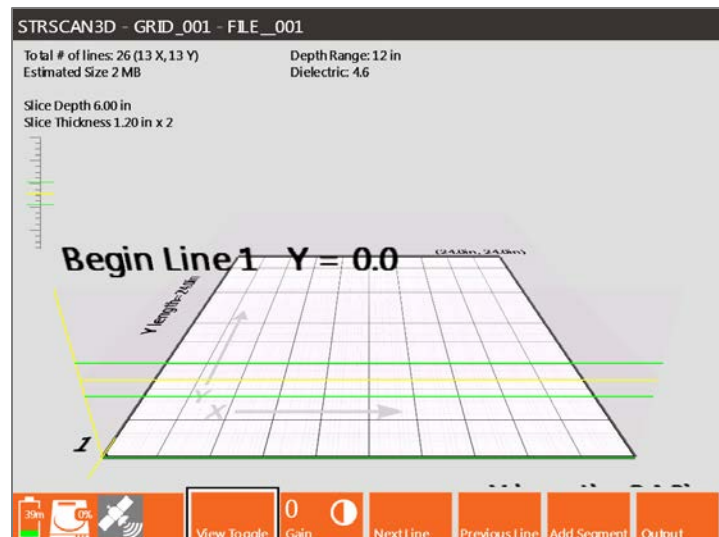 STRSCAN3D - GRID_001 - FILE__001
Total # of lines: 26 (13 X,13 Y)
Estimated Size 2 MB
Depth Range: 12 in
Dielectric: 4.6
Slice Depth 6.00 in
Slice Thickness 1.20 in x 2
Begin Line 1 Y = 0.0
(24.0in, 24.0in)
Y length=24.0in
Y
X
1
39m
0%
View Toggle
0
Gain
Next Line
Previous Line
Add Segment
Output